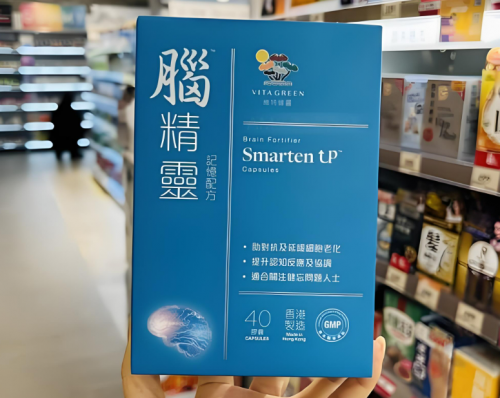 腦™
精
靈
記憶配方
VITAGREEN
維特健靈
Brain Fortifier
Smarten UP™
Capsules
• 助對抗及延緩細胞老化
• 提升認知反應及協調
• 適合關注健忘問題人士
40
膠囊
CAPSULES
香港
製造
Made in
Hong Kong
GMP